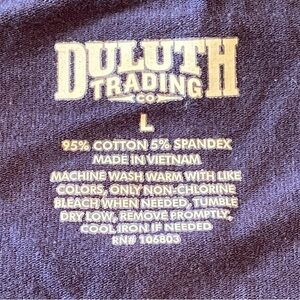 DULUTH
TRADING
CO
L
95% COTTON 5% SPANDEX
MADE IN VIETNAM
MACHINE WASH WARM WITH LIKE
COLORS, ONLY NON-CHLORINE
BLEACH WHEN NEEDED, TUMBLE
DRY LOW, REMOVE PROMPTLY,
COOL IRON IF NEEDED
RN# 106803